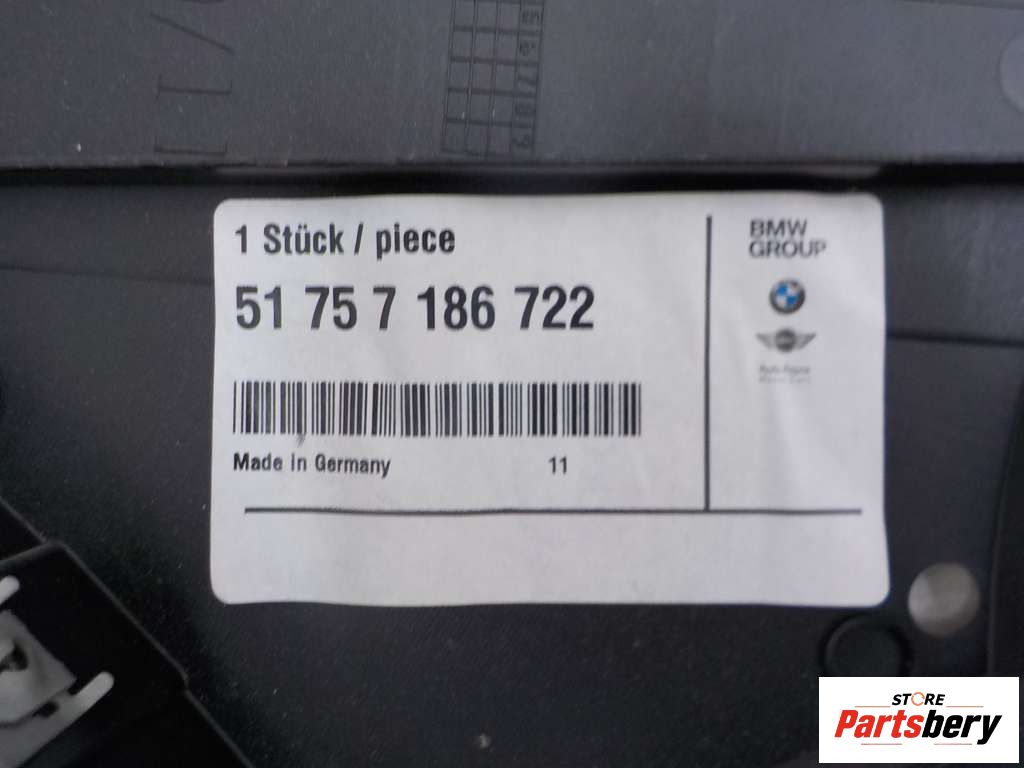 1 Stück / piece
51 75 7 186 722
Made in Germany 11
BMW
GROUP
STORE
Partsbery